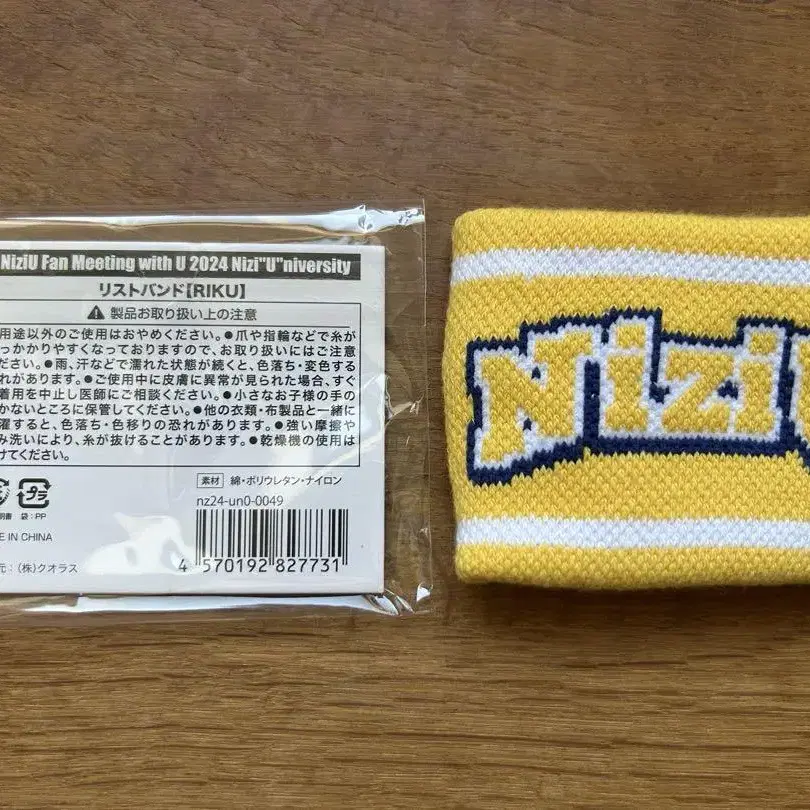 NiziU Fan Meeting with U 2024 Nizi"U"niversity
リストバンド【RIKU】
⚠ 製品お取り扱い上の注意
用途以外のご使用はおやめください。●爪や指輪などで糸が
っかかりやすくなっておりますので、お取り扱いにはご注意
ください。●雨、汗などで濡れた状態が続くと、色落ち・変色する
れがあります。●ご使用中に皮膚に異常が見られた場合、すぐ
着用を中止し医師にご相談ください。●小さなお子様の手の
かないところに保管してください。●他の衣類・布製品と一緒に
濯すると、色落ち・色移りの恐れがあります。●強い摩擦や
み洗いにより、糸が抜けることがあります。●乾燥機の使用は
けてください。
素材 綿・ポリウレタン・ナイロン
nz24-un0-0049
プラ
明書 袋:PP
E IN CHINA
元:(株)クオラス
4 570192 827731
Nizi